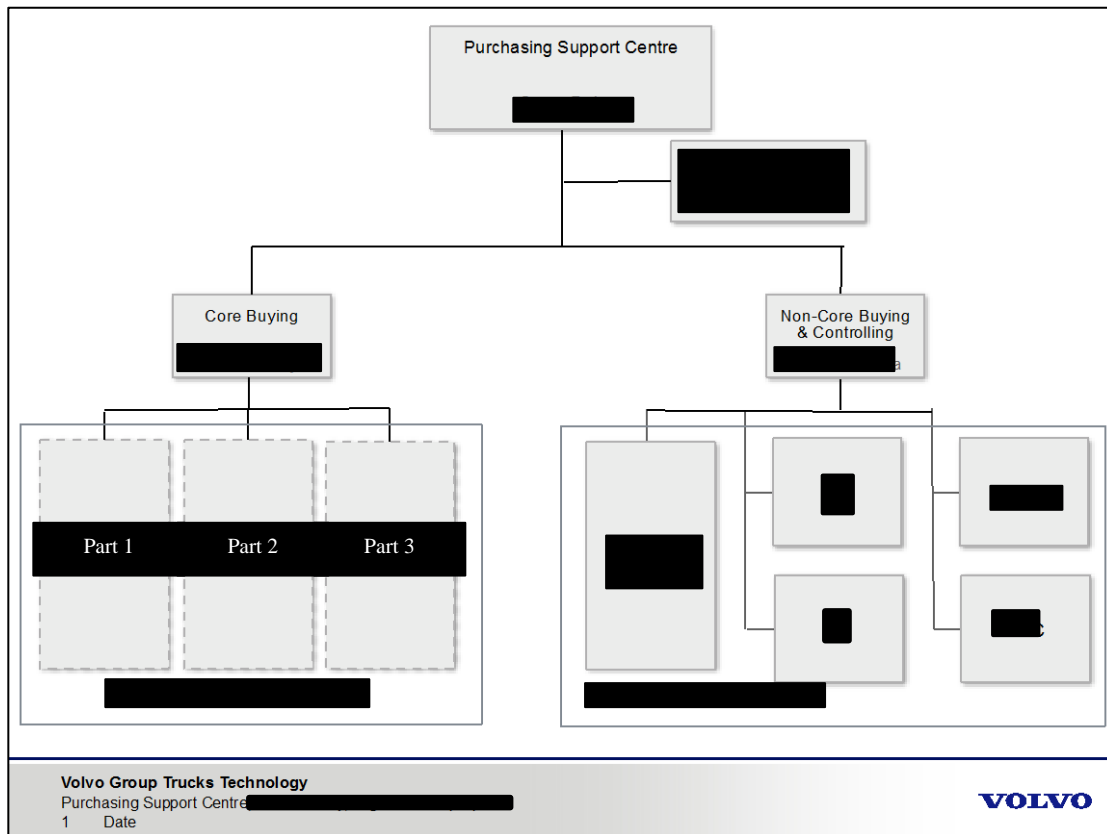 Purchasing Support Centre
Core Buying
Non-Core Buying
& Controlling
a
Part 1
Part 2
Part 3
C
Volvo Group Trucks Technology
Purchasing Support Centre
1 Date
VOLVO